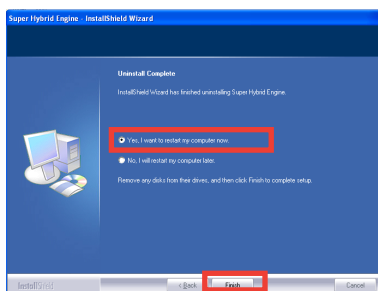 Super Hybrid Engine - InstallShield Wizard
Uninstall Complete
InstallShield Wizard has finished uninstalling Super Hybrid Engine.
Yes, I want to restart my computer now.
No, I will restart my computer later.
Remove any disks from their drives, and then click Finish to complete setup.
InstallShield
< Back
Finish
Cancel